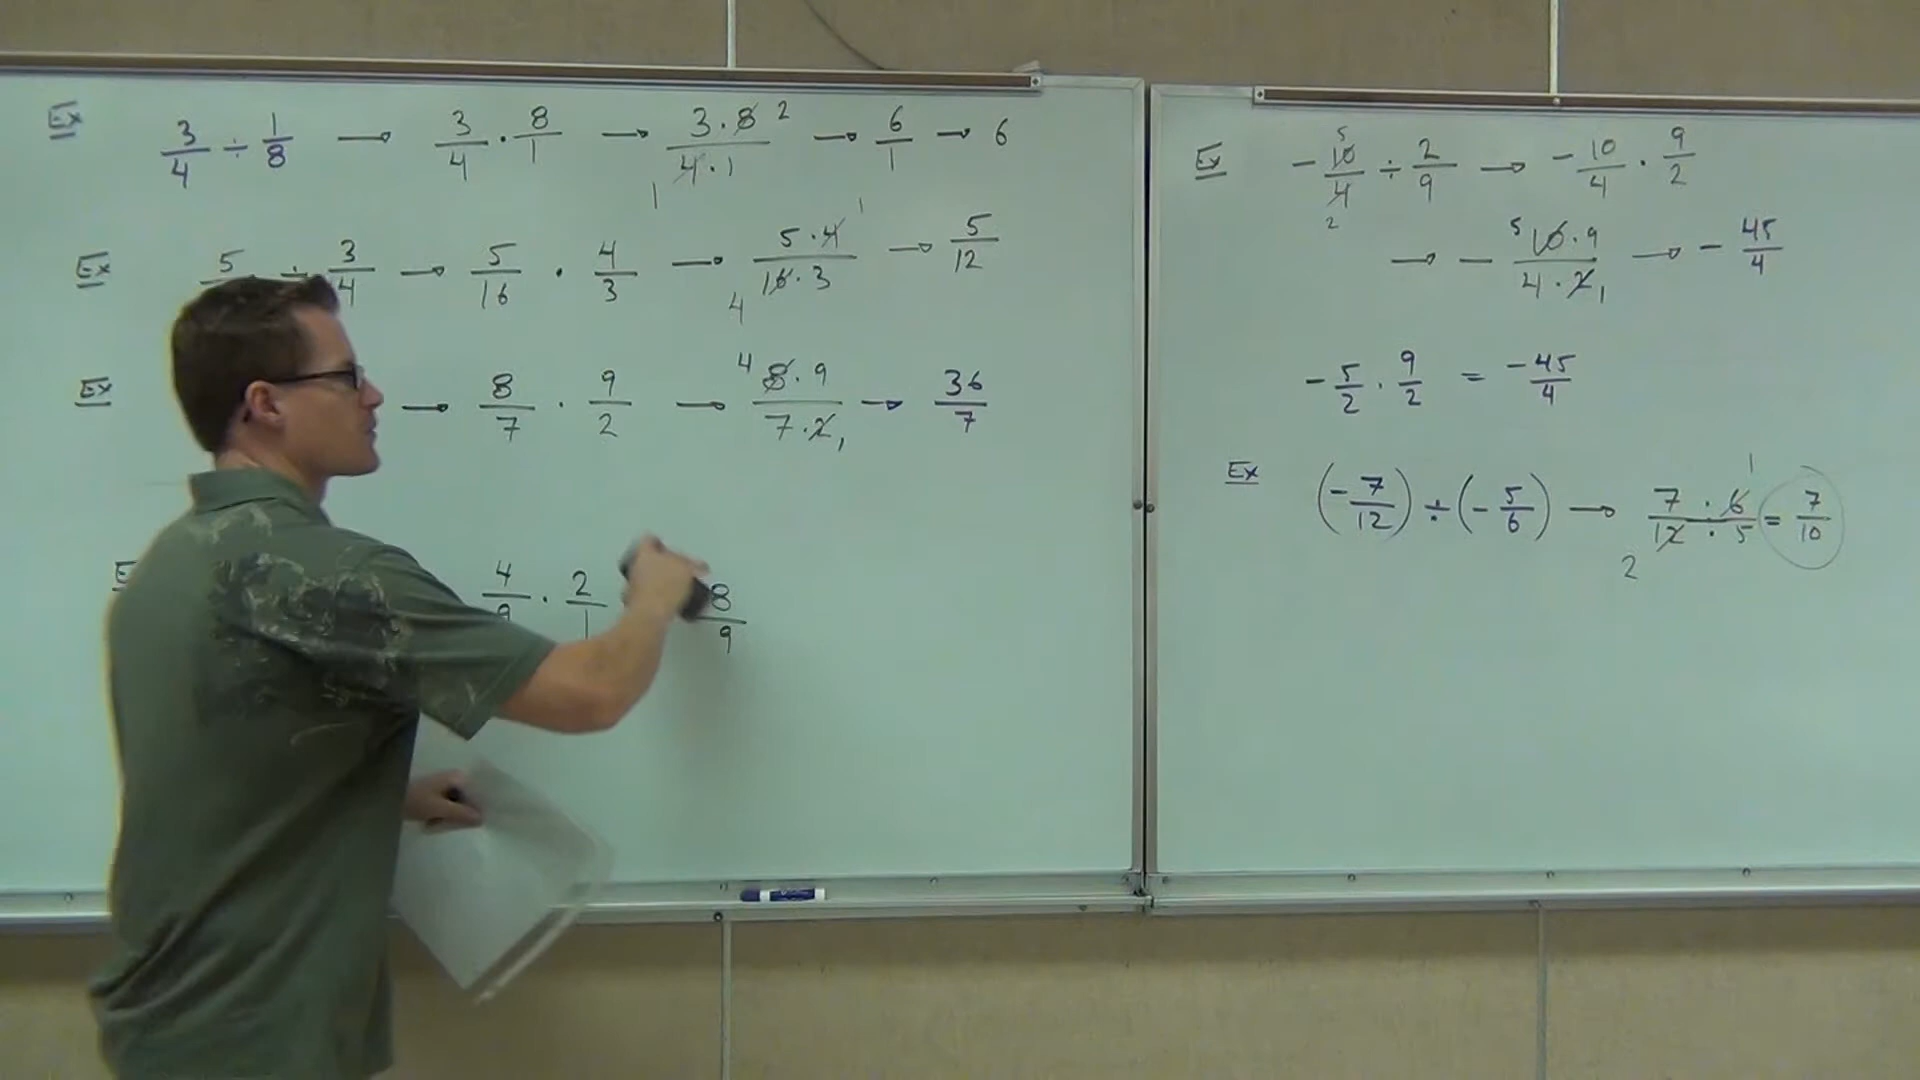 Ex 3/4 ÷ 1/8 → 3/4 · 8/1 → 3·8 2/4·1 1 → 6/1 → 6
Ex 5 ÷ 3/4 → 5/16 · 4/3 → 5·4 1/16·3 4 → 5/12
Ex → 8/7 · 9/2 → 4 8·9/7·2 1 → 36/7
E 4/9 · 2/1 8/9
Ex - 5 10/4 2 ÷ 2/9 → - 10/4 · 9/2
→ - 5 10·9/4·2 1 → - 45/4
- 5/2 · 9/2 = -45/4
Ex (- 7/12) ÷ (- 5/6) → 7·6 1/12·5 2 = 7/10